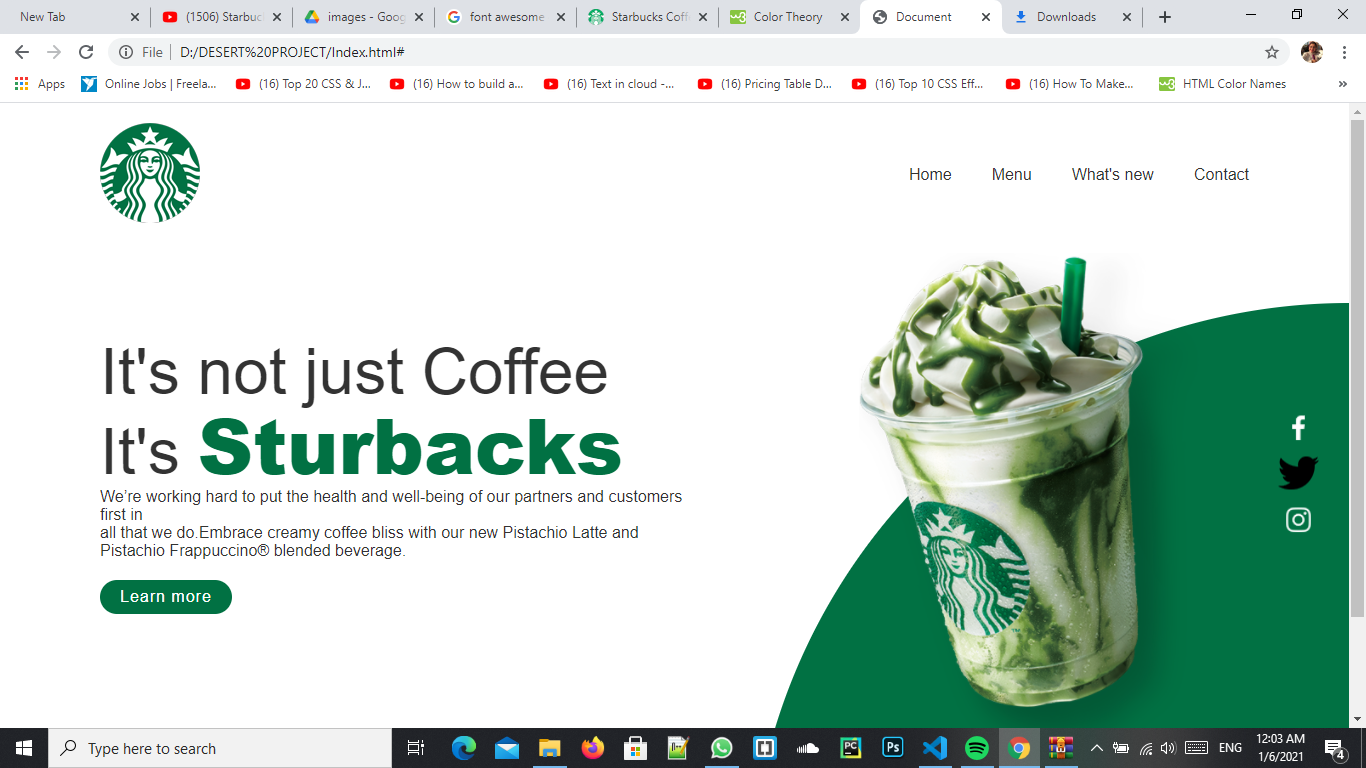 New Tab
(1506) Starbuc
images - Goog
font awesome
Starbucks Coff
Color Theory
Document
Downloads
File
D:/DESERT%20PROJECT/Index.html#
Apps
Online Jobs | Freela...
(16) Top 20 CSS & J...
(16) How to build a...
(16) Text in cloud -...
(16) Pricing Table D...
(16) Top 10 CSS Eff...
(16) How To Make...
HTML Color Names
»
Home
Menu
What's new
Contact
It's not just Coffee
It's Sturbacks
We’re working hard to put the health and well-being of our partners and customers
first in
all that we do.Embrace creamy coffee bliss with our new Pistachio Latte and
Pistachio Frappuccino® blended beverage.
Learn more
Type here to search
ENG
12:03 AM
1/6/2021
4